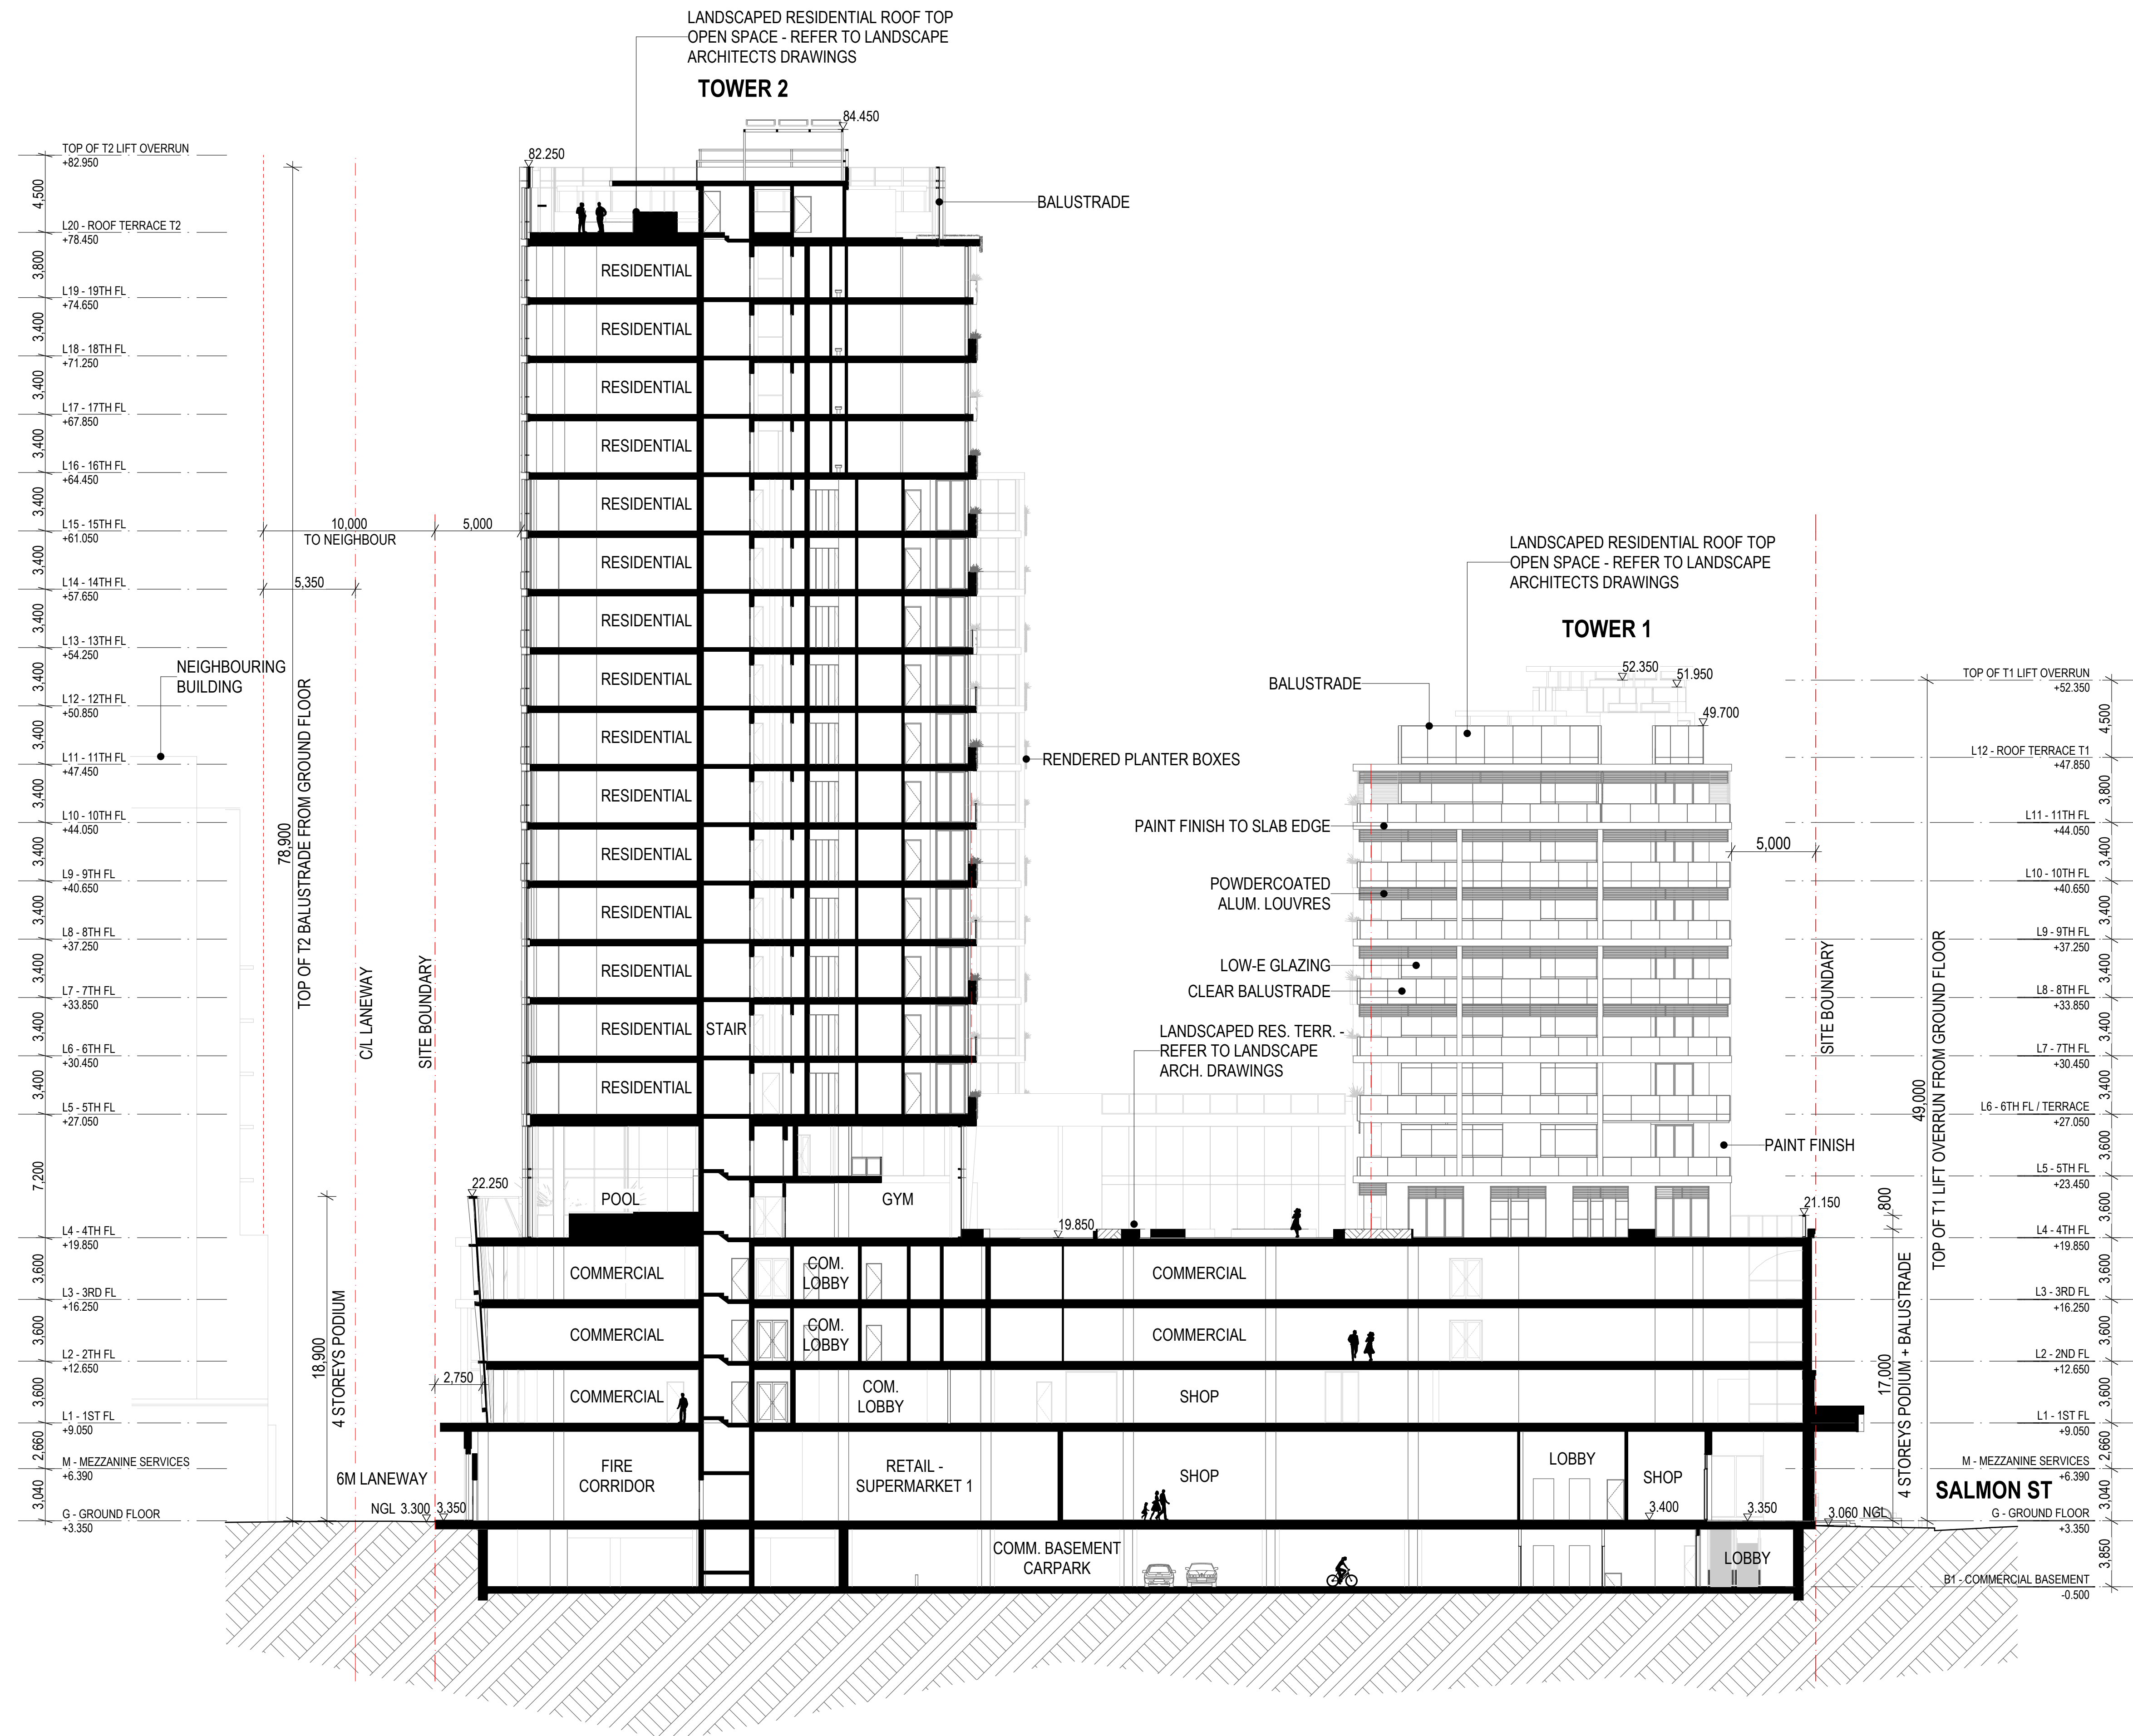 LANDSCAPED RESIDENTIAL ROOF TOP
OPEN SPACE - REFER TO LANDSCAPE
ARCHITECTS DRAWINGS
TOWER 2
84.450
82.250
BALUSTRADE
TOP OF T2 LIFT OVERRUN
+82.950
4,500
L20 - ROOF TERRACE T2
+78.450
3,800
L19 - 19TH FL
+74.650
3,400
L18 - 18TH FL
+71.250
3,400
L17 - 17TH FL
+67.850
3,400
L16 - 16TH FL
+64.450
3,400
L15 - 15TH FL
+61.050
3,400
L14 - 14TH FL
+57.650
3,400
L13 - 13TH FL
+54.250
3,400
L12 - 12TH FL
+50.850
3,400
L11 - 11TH FL
+47.450
3,400
L10 - 10TH FL
+44.050
3,400
L9 - 9TH FL
+40.650
3,400
L8 - 8TH FL
+37.250
3,400
L7 - 7TH FL
+33.850
3,400
L6 - 6TH FL
+30.450
3,400
L5 - 5TH FL
+27.050
7,200
L4 - 4TH FL
+19.850
3,600
L3 - 3RD FL
+16.250
3,600
L2 - 2TH FL
+12.650
3,600
L1 - 1ST FL
+9.050
2,660
M - MEZZANINE SERVICES
+6.390
3,040
G - GROUND FLOOR
+3.350
NEIGHBOURING
BUILDING
78,900
TOP OF T2 BALUSTRADE FROM GROUND FLOOR
10,000
TO NEIGHBOUR
5,000
5,350
C/L LANEWAY
SITE BOUNDARY
18,900
4 STOREYS PODIUM
22.250
2,750
6M LANEWAY
NGL 3.300
3.350
RESIDENTIAL
RESIDENTIAL
RESIDENTIAL
RESIDENTIAL
RESIDENTIAL
RESIDENTIAL
RESIDENTIAL
RESIDENTIAL
RESIDENTIAL
RESIDENTIAL
RESIDENTIAL
RESIDENTIAL
RESIDENTIAL
RESIDENTIAL
STAIR
RESIDENTIAL
POOL
GYM
COMMERCIAL
COM.
LOBBY
COMMERCIAL
COMMERCIAL
COM.
LOBBY
COMMERCIAL
COMMERCIAL
COM.
LOBBY
SHOP
FIRE
CORRIDOR
RETAIL -
SUPERMARKET 1
SHOP
LOBBY
SHOP
3.400
3.350
COMM. BASEMENT
CARPARK
LOBBY
RENDERED PLANTER BOXES
LANDSCAPED RESIDENTIAL ROOF TOP
OPEN SPACE - REFER TO LANDSCAPE
ARCHITECTS DRAWINGS
TOWER 1
52.350
51.950
49.700
BALUSTRADE
PAINT FINISH TO SLAB EDGE
POWDERCOATED
ALUM. LOUVRES
LOW-E GLAZING
CLEAR BALUSTRADE
LANDSCAPED RES. TERR. -
REFER TO LANDSCAPE
ARCH. DRAWINGS
19.850
5,000
PAINT FINISH
SITE BOUNDARY
21.150
800
17,000
4 STOREYS PODIUM + BALUSTRADE
49,000
TOP OF T1 LIFT OVERRUN FROM GROUND FLOOR
SALMON ST
3.060 NGL
TOP OF T1 LIFT OVERRUN
+52.350
4,500
L12 - ROOF TERRACE T1
+47.850
3,800
L11 - 11TH FL
+44.050
3,400
L10 - 10TH FL
+40.650
3,400
L9 - 9TH FL
+37.250
3,400
L8 - 8TH FL
+33.850
3,400
L7 - 7TH FL
+30.450
3,400
L6 - 6TH FL / TERRACE
+27.050
3,600
L5 - 5TH FL
+23.450
3,600
L4 - 4TH FL
+19.850
3,600
L3 - 3RD FL
+16.250
3,600
L2 - 2ND FL
+12.650
3,600
L1 - 1ST FL
+9.050
2,660
M - MEZZANINE SERVICES
+6.390
3,040
G - GROUND FLOOR
+3.350
3,850
B1 - COMMERCIAL BASEMENT
-0.500